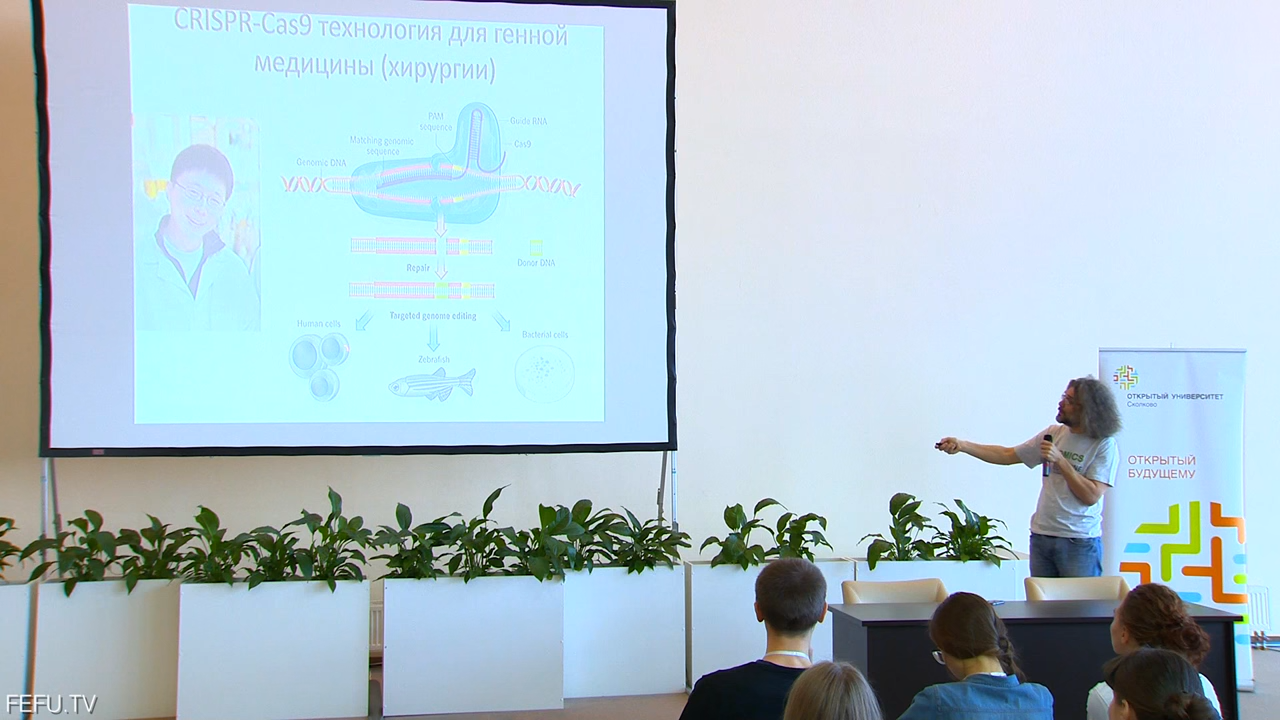 CRISPR-Cas9 технология для генной
медицины (хирургии)
PAM
sequence
Guide RNA
Matching genomic
sequence
Cas9
Genomic DNA
Donor DNA
Repair
Targeted genome editing
Human cells
Zebrafish
Bacterial cells
ОТКРЫТЫЙ УНИВЕРСИТЕТ
Сколково
ОТКРЫТЫЙ
БУДУЩЕМУ
MICS
FEFU.TV